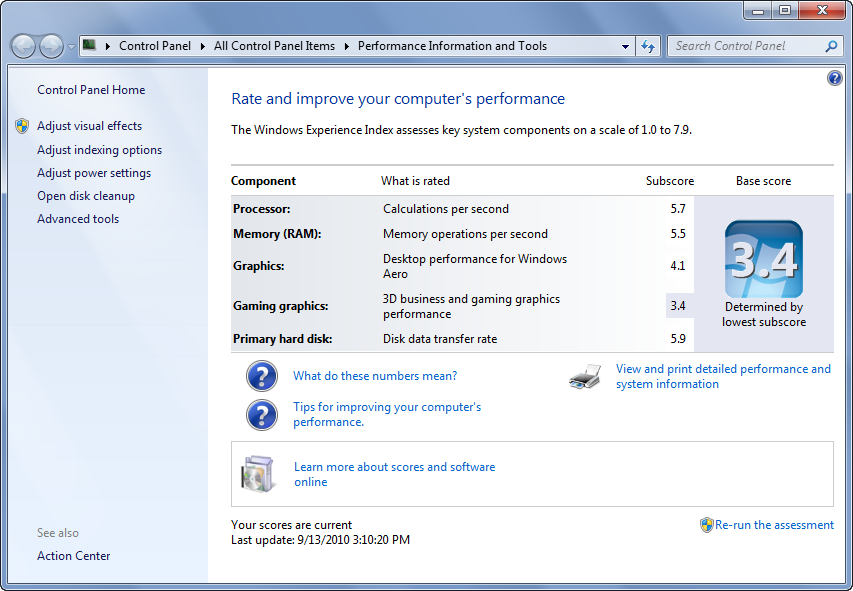 Control Panel ▸ All Control Panel Items ▸ Performance Information and Tools
Search Control Panel
Control Panel Home
Adjust visual effects
Adjust indexing options
Adjust power settings
Open disk cleanup
Advanced tools
See also
Action Center
Rate and improve your computer's performance
The Windows Experience Index assesses key system components on a scale of 1.0 to 7.9.
Component What is rated Subscore Base score
Processor: Calculations per second 5.7
Memory (RAM): Memory operations per second 5.5
Graphics: Desktop performance for Windows
Aero 4.1
Gaming graphics: 3D business and gaming graphics
performance 3.4
Primary hard disk: Disk data transfer rate 5.9
3.4
Determined by
lowest subscore
What do these numbers mean?
Tips for improving your computer's
performance.
View and print detailed performance and
system information
Learn more about scores and software
online
Your scores are current
Last update: 9/13/2010 3:10:20 PM
Re-run the assessment